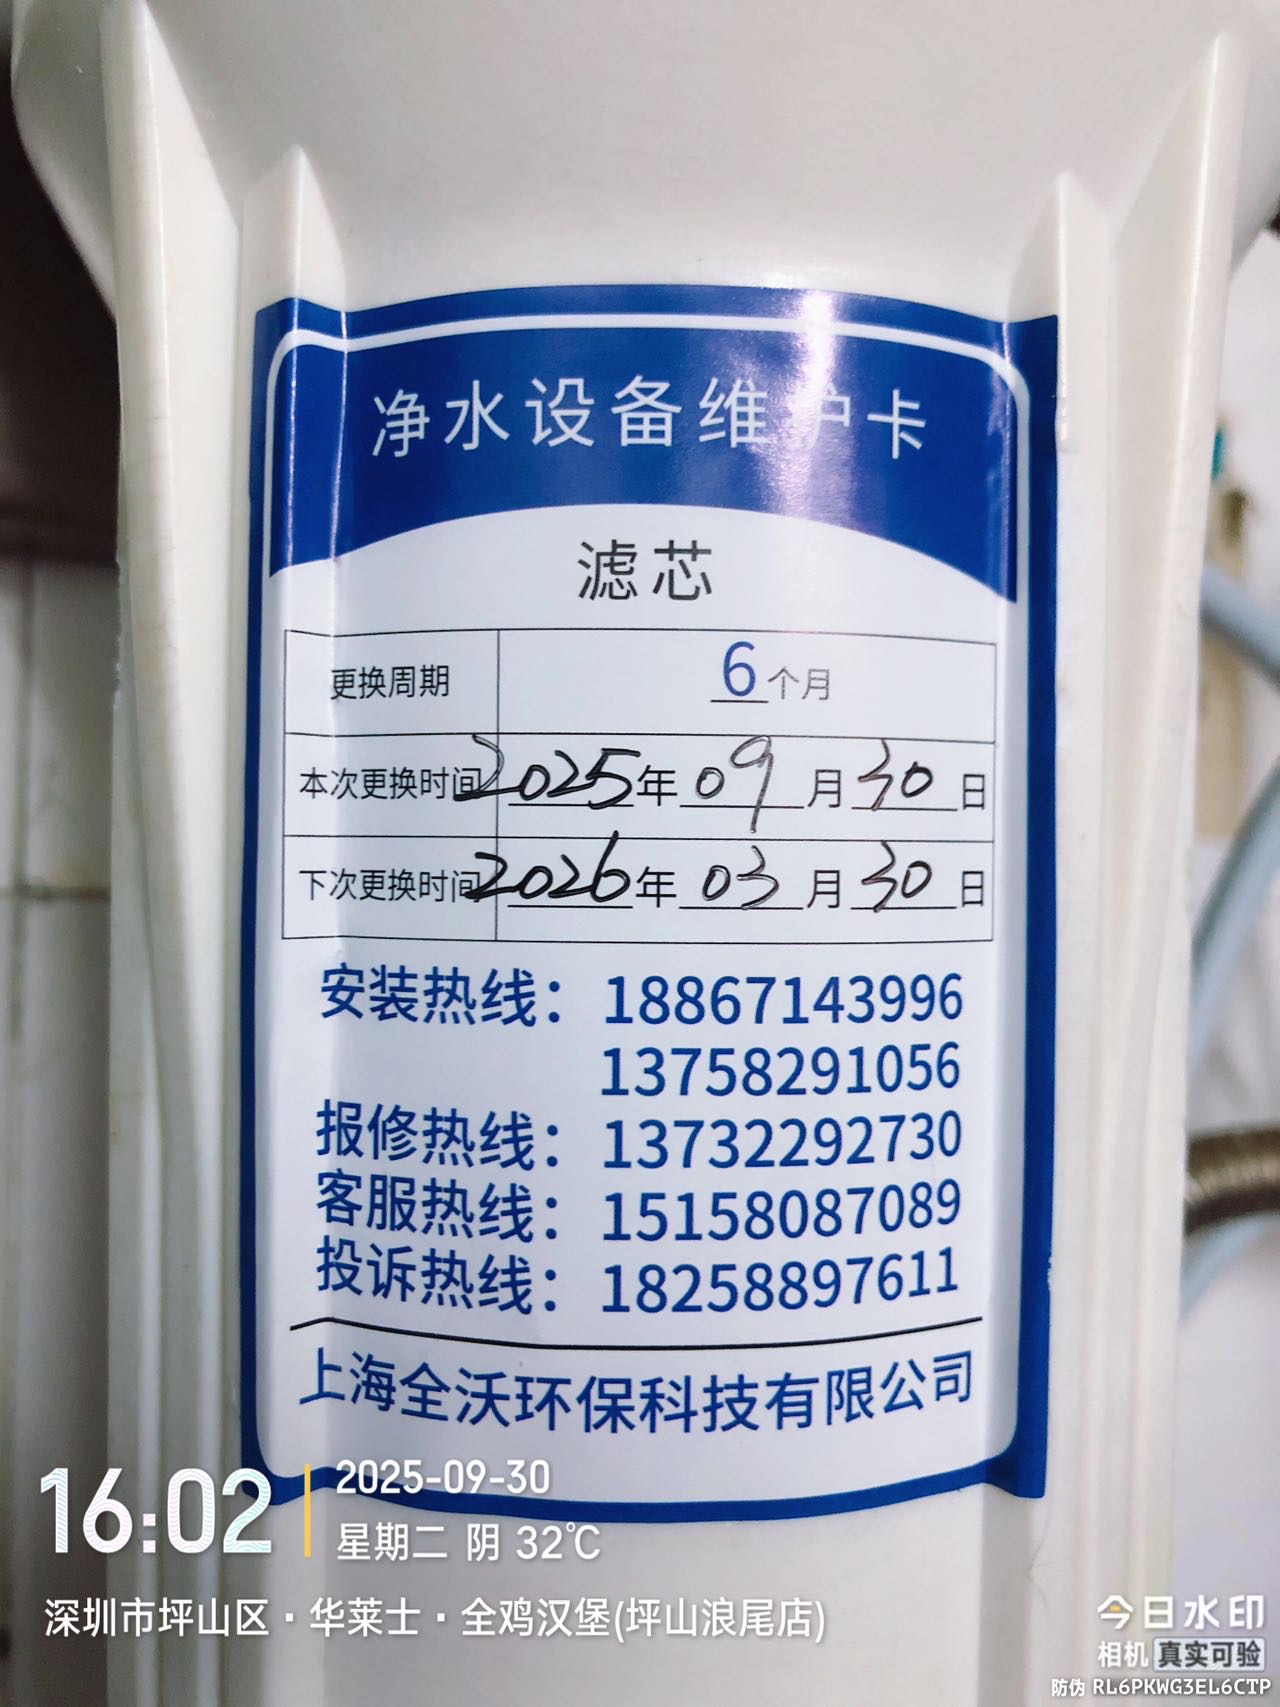 净水设备维护卡
滤芯
更换周期 6个月
本次更换时间 2025年09月30日
下次更换时间 2026年03月30日
安装热线：18867143996
13758291056
报修热线：13732292730
客服热线：15158087089
投诉热线：18258897611
上海全沃环保科技有限公司
16:02
2025-09-30
星期二 阴 32℃
深圳市坪山区·华莱士·全鸡汉堡(坪山浪尾店)
今日水印
相机 真实可验
防伪 RL6PKWG3EL6CTP